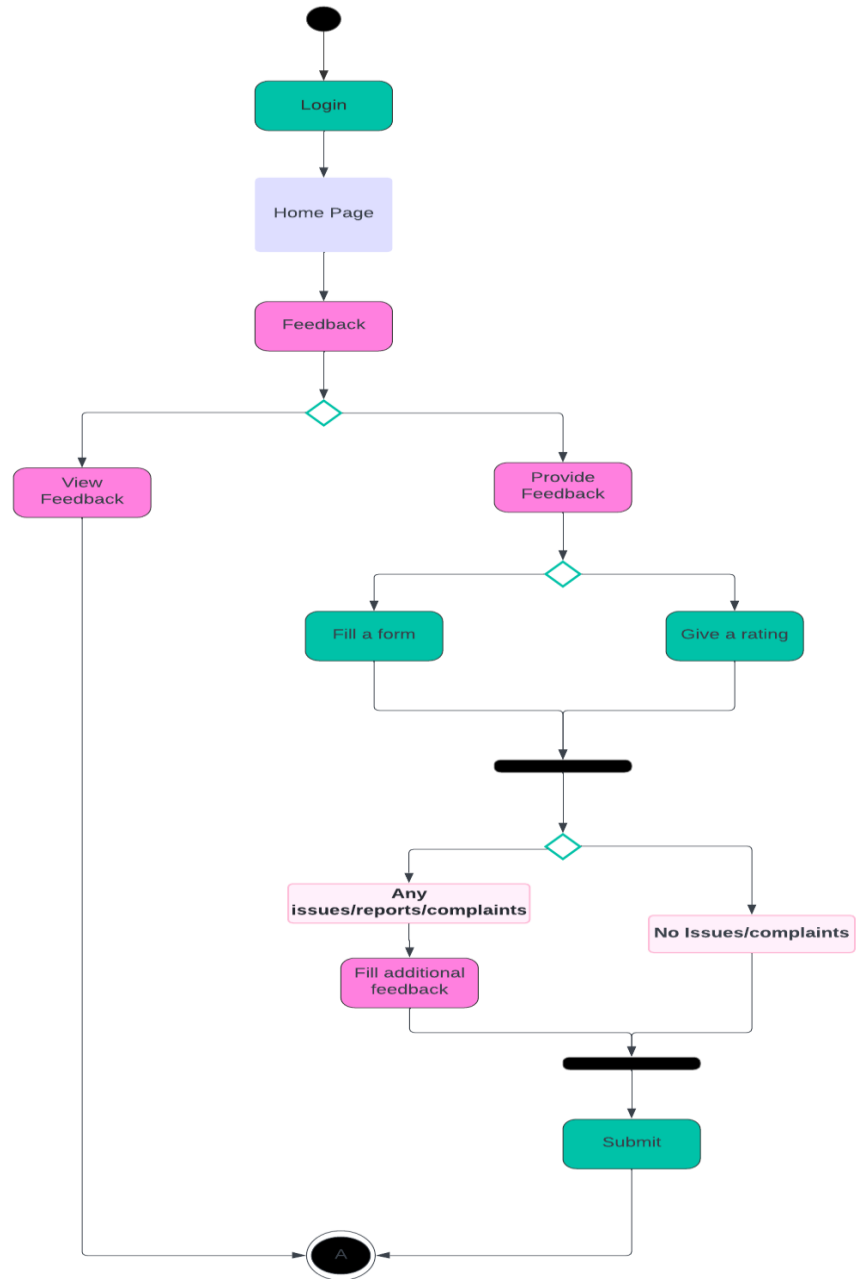 Login
Home Page
Feedback
View
Feedback
Provide
Feedback
Fill a form
Give a rating
Any
issues/reports/complaints
No Issues/complaints
Fill additional
feedback
Submit
A